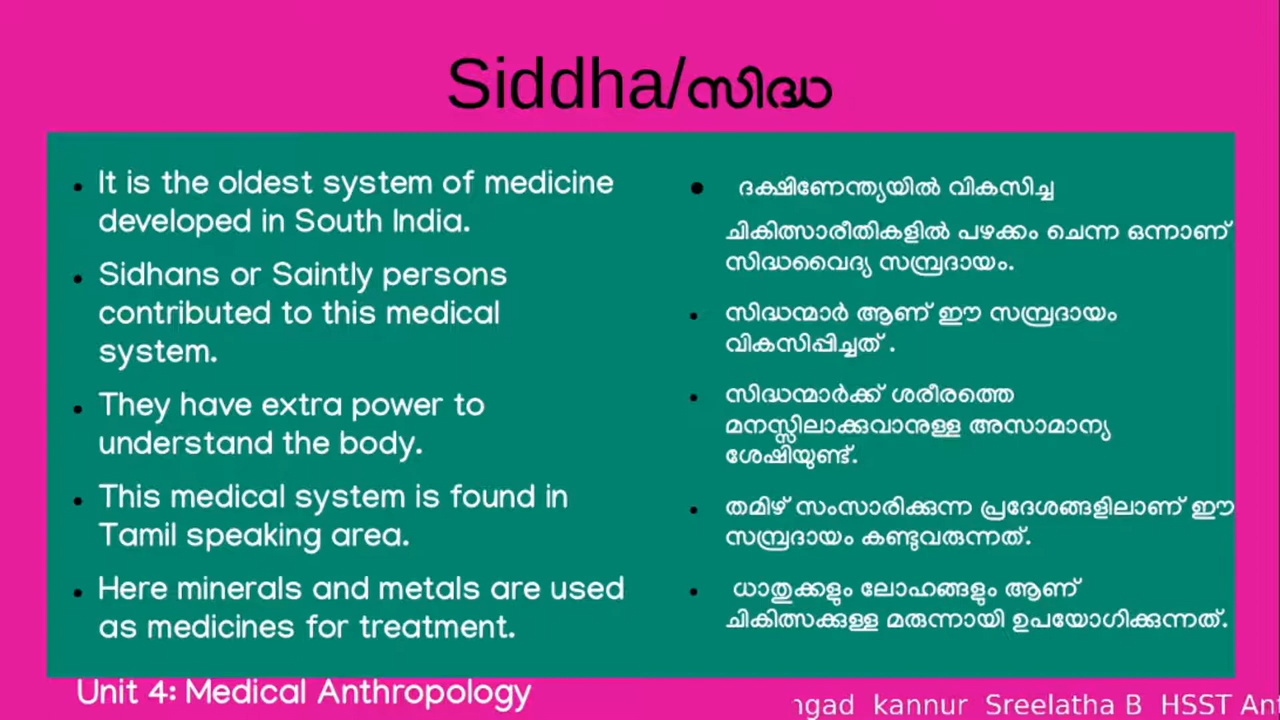 Siddha/സിദ്ധ
It is the oldest system of medicine
developed in South India.
Sidhans or Saintly persons
contributed to this medical
system.
They have extra power to
understand the body.
This medical system is found in
Tamil speaking area.
Here minerals and metals are used
as medicines for treatment.
ദക്ഷിണേന്ത്യയിൽ വികസിച്ച
ചികിത്സാരീതികളിൽ പഴക്കം ചെന്ന ഒന്നാണ്
സിദ്ധവൈദ്യ സമ്പ്രദായം.
സിദ്ധന്മാർ ആണ് ഈ സമ്പ്രദായം
വികസിപ്പിച്ചത് .
സിദ്ധന്മാർക്ക് ശരീരത്തെ
മനസ്സിലാക്കുവാനുള്ള അസാമാന്യ
ശേഷിയുണ്ട്.
തമിഴ് സംസാരിക്കുന്ന പ്രദേശങ്ങളിലാണ് ഈ
സമ്പ്രദായം കണ്ടുവരുന്നത്.
ധാതുക്കളും ലോഹങ്ങളും ആണ്
ചികിത്സക്കുള്ള മരുന്നായി ഉപയോഗിക്കുന്നത്.
Unit 4: Medical Anthropology
kannur Sreelatha B HSST